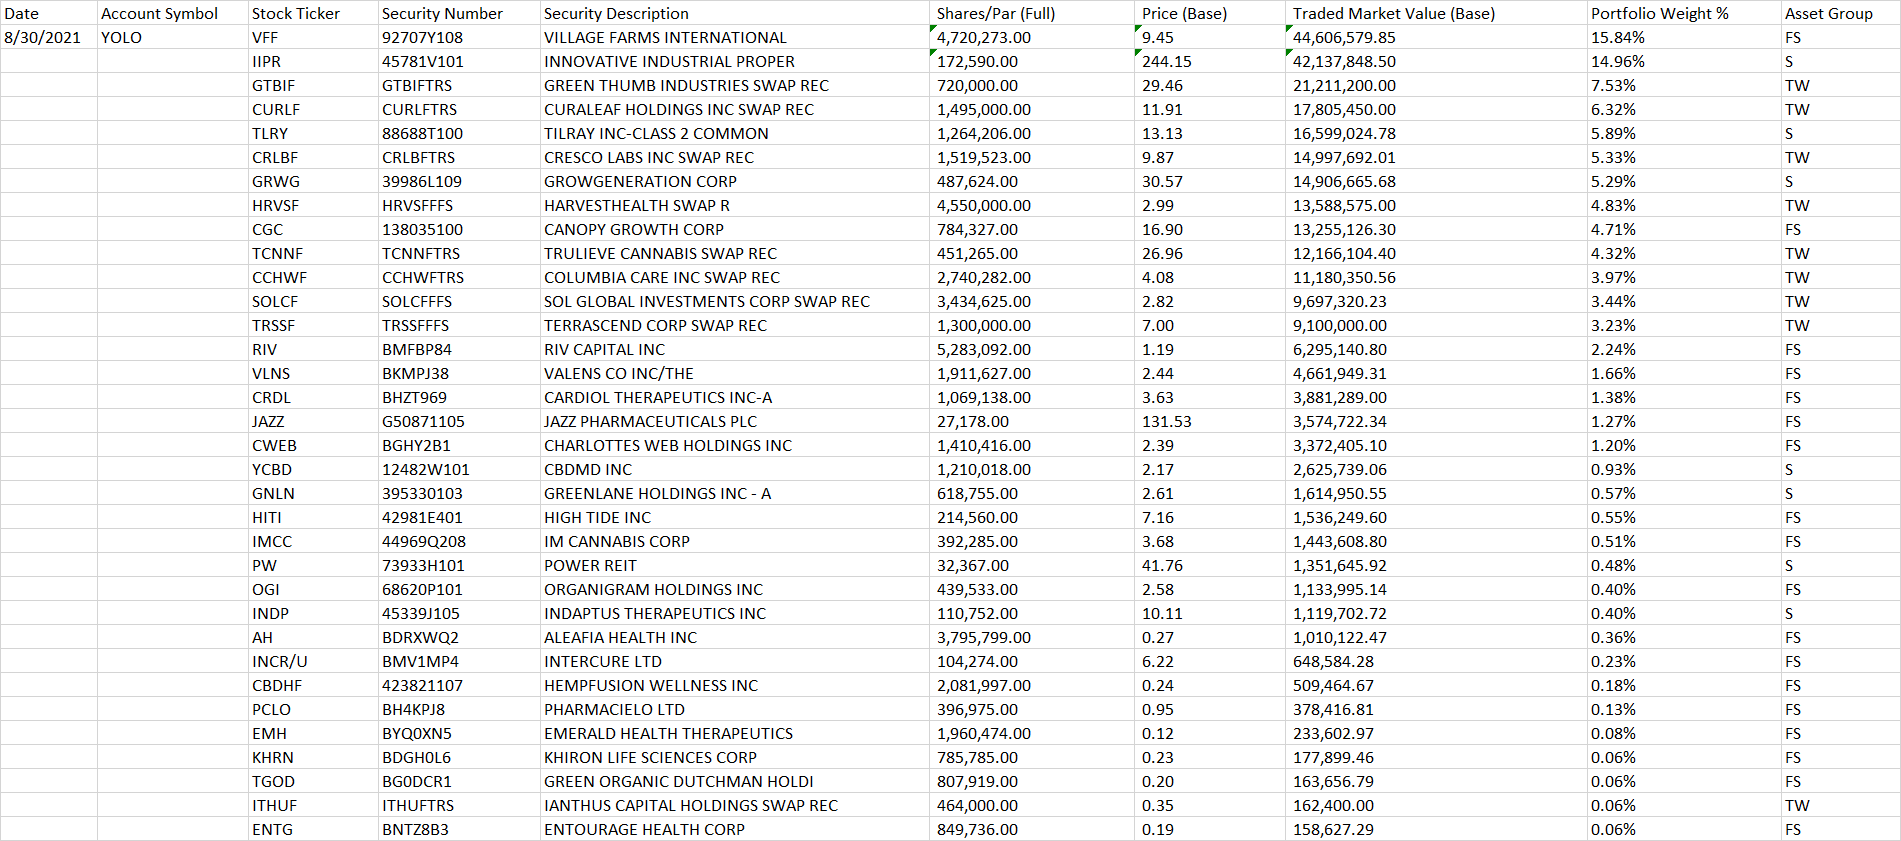 Date Account Symbol Stock Ticker Security Number Security Description Shares/Par (Full) Price (Base) Traded Market Value (Base) Portfolio Weight % Asset Group
8/30/2021 YOLO VFF 92707Y108 VILLAGE FARMS INTERNATIONAL 4,720,273.00 9.45 44,606,579.85 15.84% FS
IIPR 45781V101 INNOVATIVE INDUSTRIAL PROPER 172,590.00 244.15 42,137,848.50 14.96% S
GTBIF GTBIFTRS GREEN THUMB INDUSTRIES SWAP REC 720,000.00 29.46 21,211,200.00 7.53% TW
CURLF CURLFTRS CURALEAF HOLDINGS INC SWAP REC 1,495,000.00 11.91 17,805,450.00 6.32% TW
TLRY 88688T100 TILRAY INC-CLASS 2 COMMON 1,264,206.00 13.13 16,599,024.78 5.89% S
CRLBF CRLBFTRS CRESCO LABS INC SWAP REC 1,519,523.00 9.87 14,997,692.01 5.33% TW
GRWG 39986L109 GROWGENERATION CORP 487,624.00 30.57 14,906,665.68 5.29% S
HRVSF HRVSFFFS HARVESTHEALTH SWAP R 4,550,000.00 2.99 13,588,575.00 4.83% TW
CGC 138035100 CANOPY GROWTH CORP 784,327.00 16.90 13,255,126.30 4.71% FS
TCNNF TCNNFTRS TRULIEVE CANNABIS SWAP REC 451,265.00 26.96 12,166,104.40 4.32% TW
CCHWF CCHWFTRS COLUMBIA CARE INC SWAP REC 2,740,282.00 4.08 11,180,350.56 3.97% TW
SOLCF SOLCFFFS SOL GLOBAL INVESTMENTS CORP SWAP REC 3,434,625.00 2.82 9,697,320.23 3.44% TW
TRSSF TRSSFFFS TERRASCEND CORP SWAP REC 1,300,000.00 7.00 9,100,000.00 3.23% TW
RIV BMFBP84 RIV CAPITAL INC 5,283,092.00 1.19 6,295,140.80 2.24% FS
VLNS BKMPJ38 VALENS CO INC/THE 1,911,627.00 2.44 4,661,949.31 1.66% FS
CRDL BHZT969 CARDIOL THERAPEUTICS INC-A 1,069,138.00 3.63 3,881,289.00 1.38% FS
JAZZ G50871105 JAZZ PHARMACEUTICALS PLC 27,178.00 131.53 3,574,722.34 1.27% FS
CWEB BGHY2B1 CHARLOTTES WEB HOLDINGS INC 1,410,416.00 2.39 3,372,405.10 1.20% FS
YCBD 12482W101 CBDMD INC 1,210,018.00 2.17 2,625,739.06 0.93% S
GNLN 395330103 GREENLANE HOLDINGS INC - A 618,755.00 2.61 1,614,950.55 0.57% S
HITI 42981E401 HIGH TIDE INC 214,560.00 7.16 1,536,249.60 0.55% FS
IMCC 44969Q208 IM CANNABIS CORP 392,285.00 3.68 1,443,608.80 0.51% FS
PW 73933H101 POWER REIT 32,367.00 41.76 1,351,645.92 0.48% S
OGI 68620P101 ORGANIGRAM HOLDINGS INC 439,533.00 2.58 1,133,995.14 0.40% FS
INDP 45339J105 INDAPTUS THERAPEUTICS INC 110,752.00 10.11 1,119,702.72 0.40% S
AH BDRXWQ2 ALEAFIA HEALTH INC 3,795,799.00 0.27 1,010,122.47 0.36% FS
INCR/U BMV1MP4 INTERCURE LTD 104,274.00 6.22 648,584.28 0.23% FS
CBDHF 423821107 HEMPFUSION WELLNESS INC 2,081,997.00 0.24 509,464.67 0.18% FS
PCLO BH4KPJ8 PHARMACIELO LTD 396,975.00 0.95 378,416.81 0.13% FS
EMH BYQ0XN5 EMERALD HEALTH THERAPEUTICS 1,960,474.00 0.12 233,602.97 0.08% FS
KHRN BDGH0L6 KHIRON LIFE SCIENCES CORP 785,785.00 0.23 177,899.46 0.06% FS
TGOD BG0DCR1 GREEN ORGANIC DUTCHMAN HOLDI 807,919.00 0.20 163,656.79 0.06% FS
ITHUF ITHUFTRS IANTHUS CAPITAL HOLDINGS SWAP REC 464,000.00 0.35 162,400.00 0.06% TW
ENTG BNTZ8B3 ENTOURAGE HEALTH CORP 849,736.00 0.19 158,627.29 0.06% FS